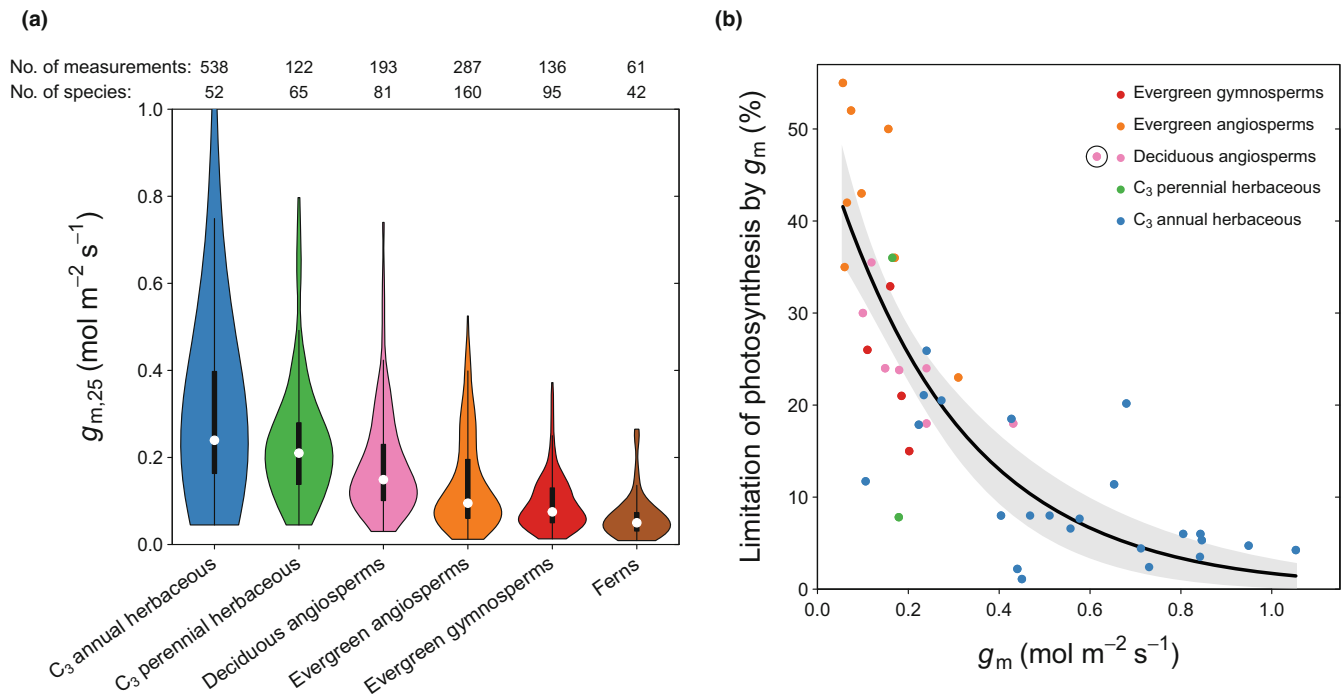 (a)
No. of measurements: 538 122 193 287 136 61
No. of species: 52 65 81 160 95 42
1.0
0.8
0.6
0.4
0.2
0.0
g m,25 (mol m−2 s−1)
C3 annual herbaceous
C3 perennial herbaceous
Deciduous angiosperms
Evergreen angiosperms
Evergreen gymnosperms
Ferns
(b)
Limitation of photosynthesis by g m (%)
50
40
30
20
10
0
Evergreen gymnosperms
Evergreen angiosperms
Deciduous angiosperms
C3 perennial herbaceous
C3 annual herbaceous
0.0 0.2 0.4 0.6 0.8 1.0
g m (mol m−2 s−1)